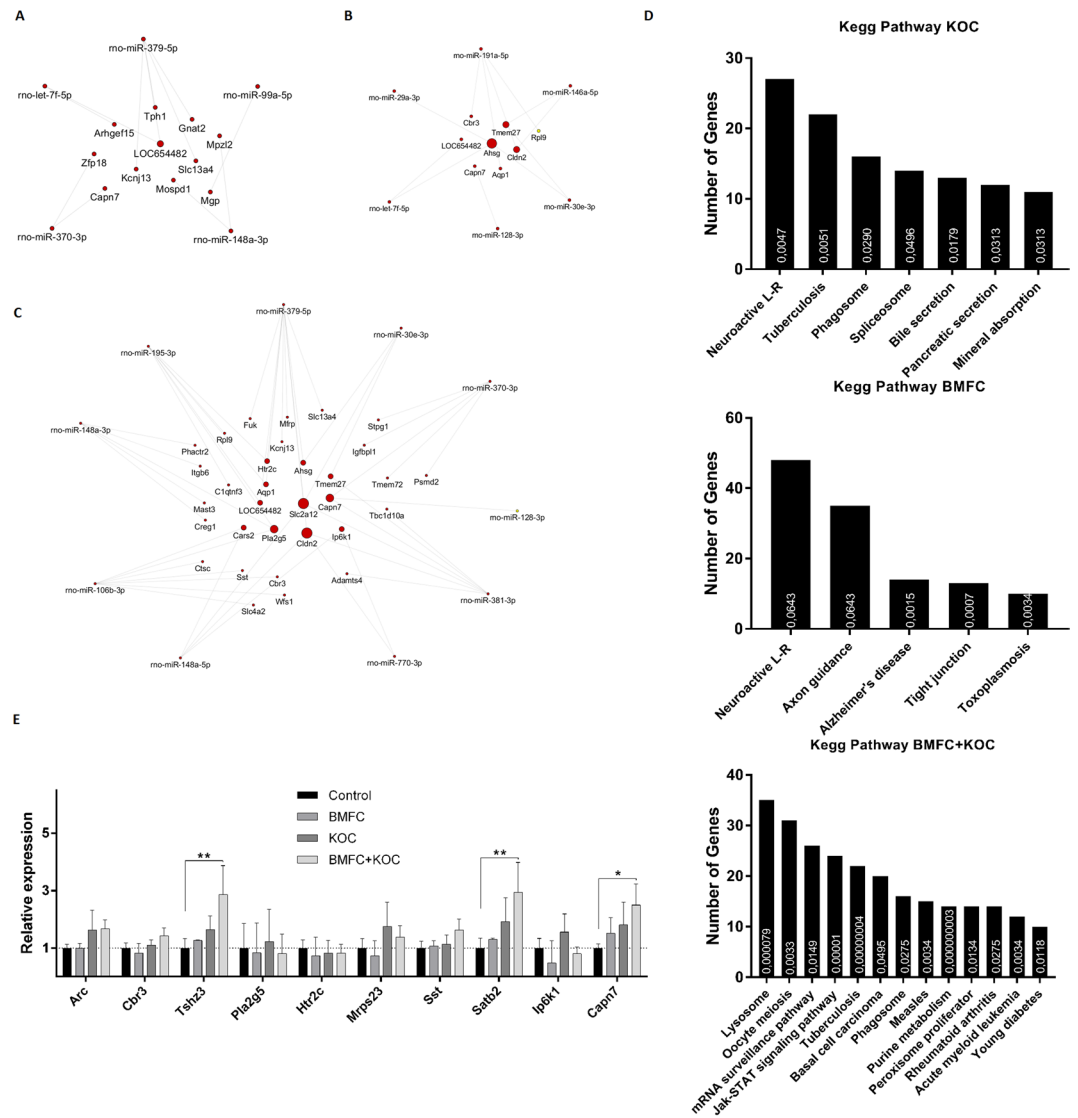 A
rno-miR-379-5p
rno-let-7f-5p
rno-miR-99a-5p
Tph1
Gnat2
Arhgef15
Mpzl2
LOC654482
Zfp18
Slc13a4
Kcnj13
Mospd1
Capn7
Mgp
rno-miR-370-3p
rno-miR-148a-3p
B
rno-miR-191a-5p
rno-miR-29a-3p
rno-miR-146a-5p
Cbr3
Tmem27
Rpl9
LOC654482
Ahsg
Cldn2
Capn7
Aqp1
rno-let-7f-5p
rno-miR-30e-3p
rno-miR-128-3p
C
rno-miR-379-5p
rno-miR-30e-3p
rno-miR-195-3p
rno-miR-370-3p
rno-miR-148a-3p
Slc13a4
Fuk
Mfrp
Stpg1
Rpl9
Kcnj13
Igfbpl1
Phactr2
Itgb6
Htr2c
Ahsg
Tmem27
Tmem72
Psmd2
C1qtnf3
Aqp1
Capn7
Mast3
LOC654482
Slc2a12
Tbc1d10a
rno-miR-128-3p
Creg1
Cars2
Pla2g5
Cldn2
Ip6k1
Ctsc
Sst
Cbr3
Adamts4
rno-miR-106b-3p
Wfs1
Slc4a2
rno-miR-381-3p
rno-miR-148a-5p
rno-miR-770-3p
D
Kegg Pathway KOC
Number of Genes
30
20
10
0
0,0047
0,0051
0,0290
0,0496
0,0179
0,0313
0,0313
Neuroactive L-R
Tuberculosis
Phagosome
Spliceosome
Bile secretion
Pancreatic secretion
Mineral absorption
Kegg Pathway BMFC
Number of Genes
60
40
20
0
0,0643
0,0643
0,0015
0,0007
0,0034
Neuroactive L-R
Axon guidance
Alzheimer's disease
Tight junction
Toxoplasmosis
Kegg Pathway BMFC+KOC
Number of Genes
40
30
20
10
0
0,000079
0,0033
0,0149
0,00001
0,0495
0,0275
0,0034
0,0134
0,0275
0,0034
0,0118
Lysosome
Oocyte meiosis
mRNA surveillance pathway
Jak-STAT signaling pathway
Tuberculosis
Basal cell carcinoma
Phagosome
Measles
Purine metabolism
Peroxisome proliferator
Rheumatoid arthritis
Acute myeloid leukemia
Young diabetes
E
Relative expression
5
3
1
Control
BMFC
KOC
BMFC+KOC
**
**
*
Arc
Cbr3
Tshz3
Pla2g5
Htr2c
Mrps23
Sst
Satb2
Ip6k1
Capn7